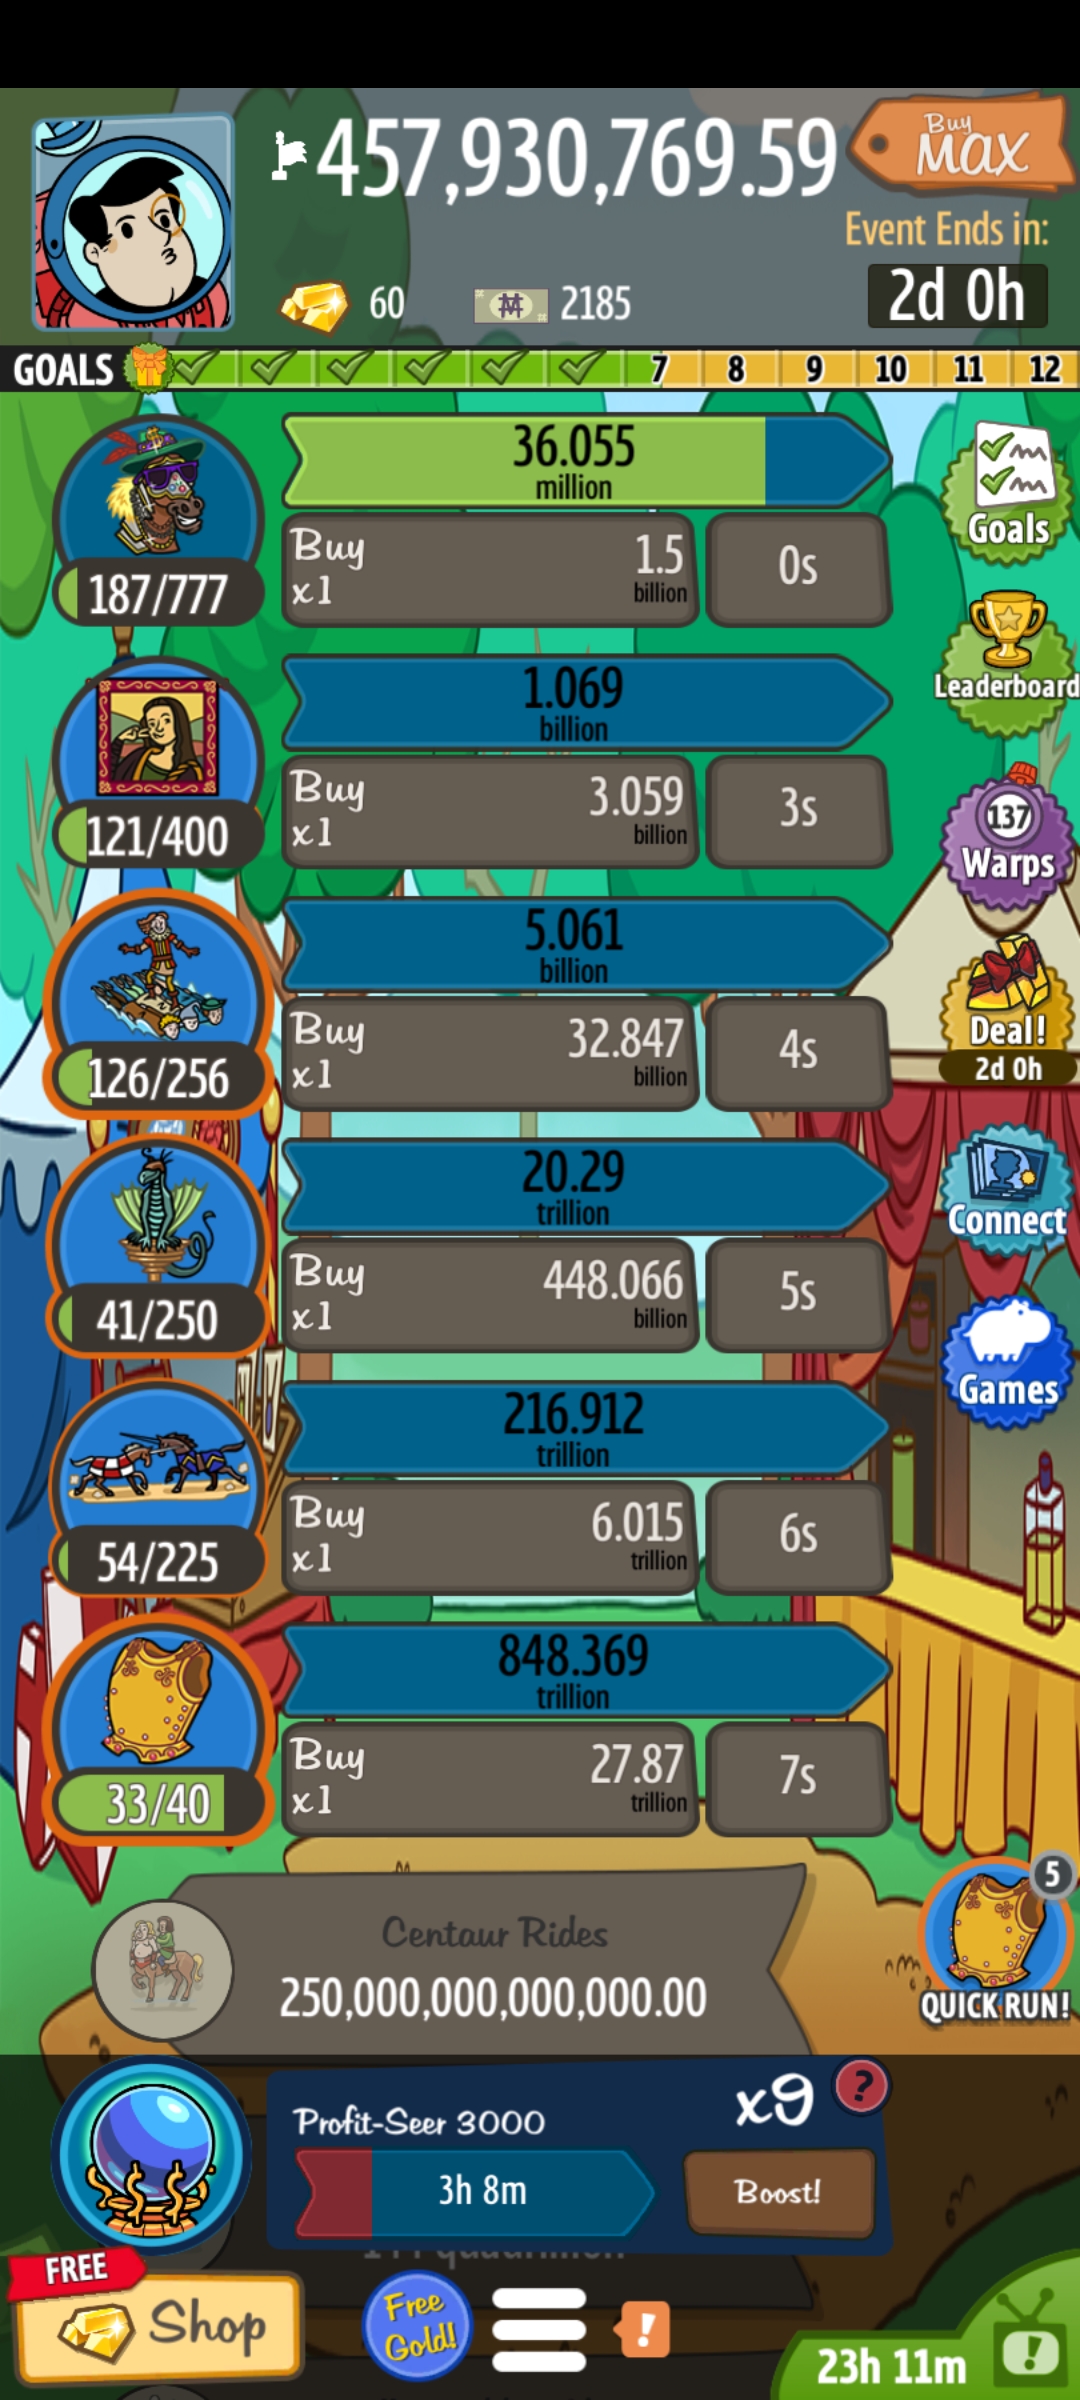 457,930,769.59
Buy
MAX
Event Ends in:
60
2185
2d 0h
GOALS
7
8
9
10
11
12
36.055
million
Buy
x1
1.5
billion
0s
187/777
Goals
Leaderboard
1.069
billion
Buy
x1
3.059
billion
3s
121/400
137
Warps
5.061
billion
Buy
x1
32.847
billion
4s
126/256
Deal!
2d 0h
20.29
trillion
Buy
x1
448.066
billion
5s
41/250
Connect
Games
216.912
trillion
Buy
x1
6.015
trillion
6s
54/225
848.369
trillion
Buy
x1
27.87
trillion
7s
33/40
5
QUICK RUN!
Centaur Rides
250,000,000,000,000.00
Profit-Seer 3000
x9
?
3h 8m
Boost!
FREE
Shop
Free
Gold!
!
23h 11m
!